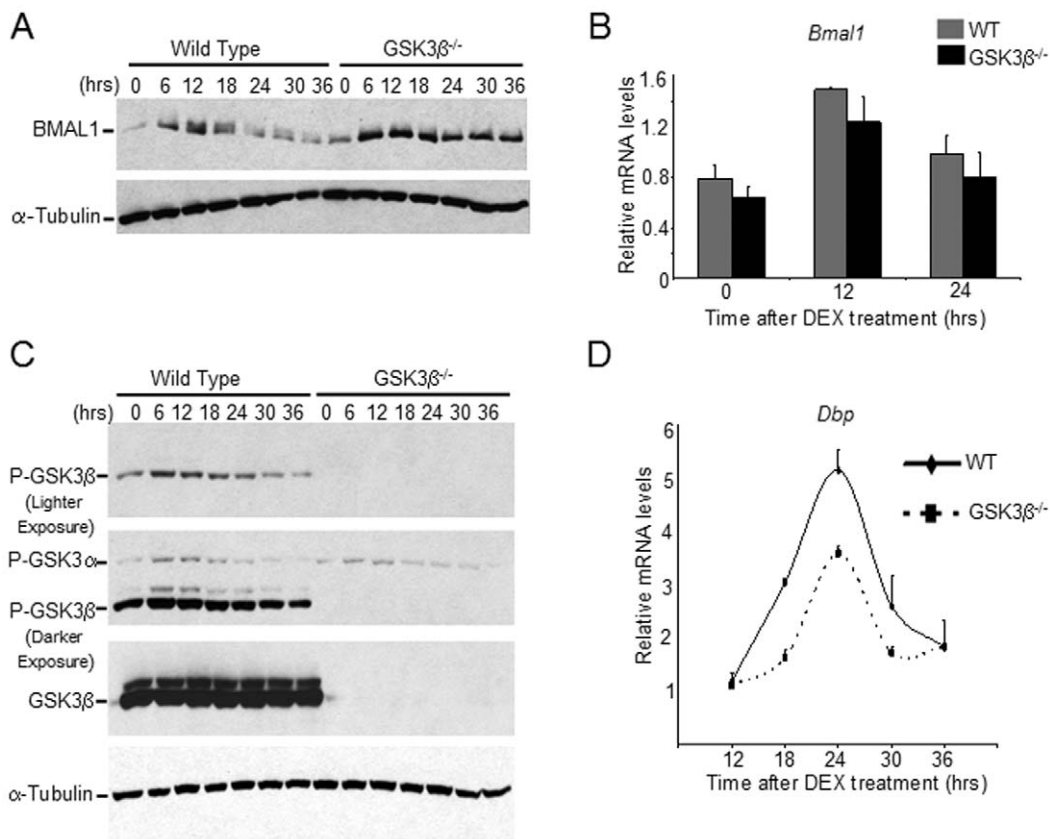 A
Wild Type GSK3β-/-
(hrs) 0 6 12 18 24 30 36 0 6 12 18 24 30 36
BMAL1
α-Tubulin
B
Bmal1
WT
GSK3β-/-
Relative mRNA levels
1.6
1.2
0.8
0.4
0
0 12 24
Time after DEX treatment (hrs)
C
Wild Type GSK3β-/-
(hrs) 0 6 12 18 24 30 36 0 6 12 18 24 30 36
P-GSK3β
(Lighter
Exposure)
P-GSK3α
P-GSK3β
(Darker
Exposure)
GSK3β
α-Tubulin
D
Dbp
WT
GSK3β-/-
Relative mRNA levels
6
5
4
3
2
1
12 18 24 30 36
Time after DEX treatment (hrs)